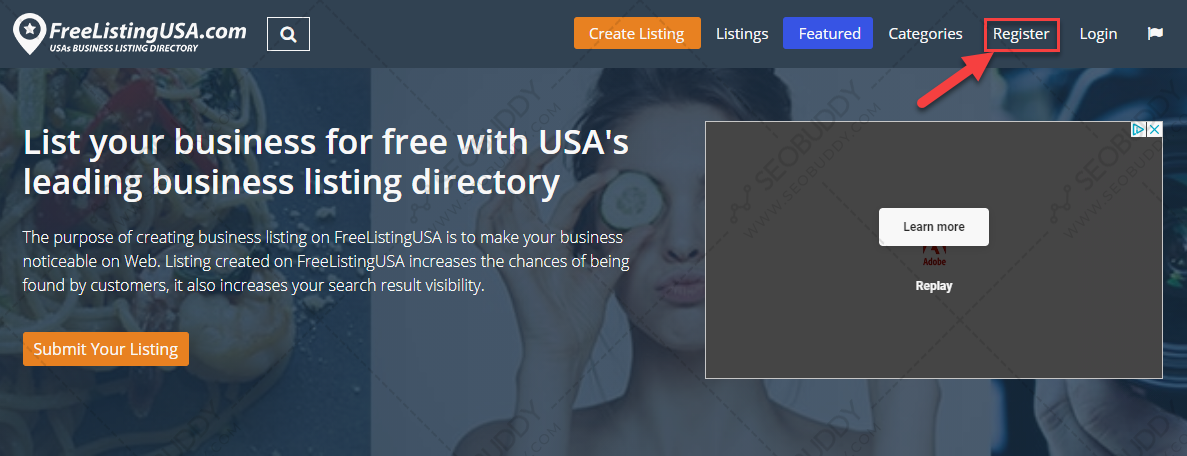 FreeListingUSA.com
USAs BUSINESS LISTING DIRECTORY
Create Listing
Listings
Featured
Categories
Register
Login
List your business for free with USA's
leading business listing directory
The purpose of creating business listing on FreeListingUSA is to make your business
noticeable on Web. Listing created on FreeListingUSA increases the chances of being
found by customers, it also increases your search result visibility.
Submit Your Listing
Learn more
Adobe
Replay
SEOBUDDY
WWW.SEOBUDDY.COM